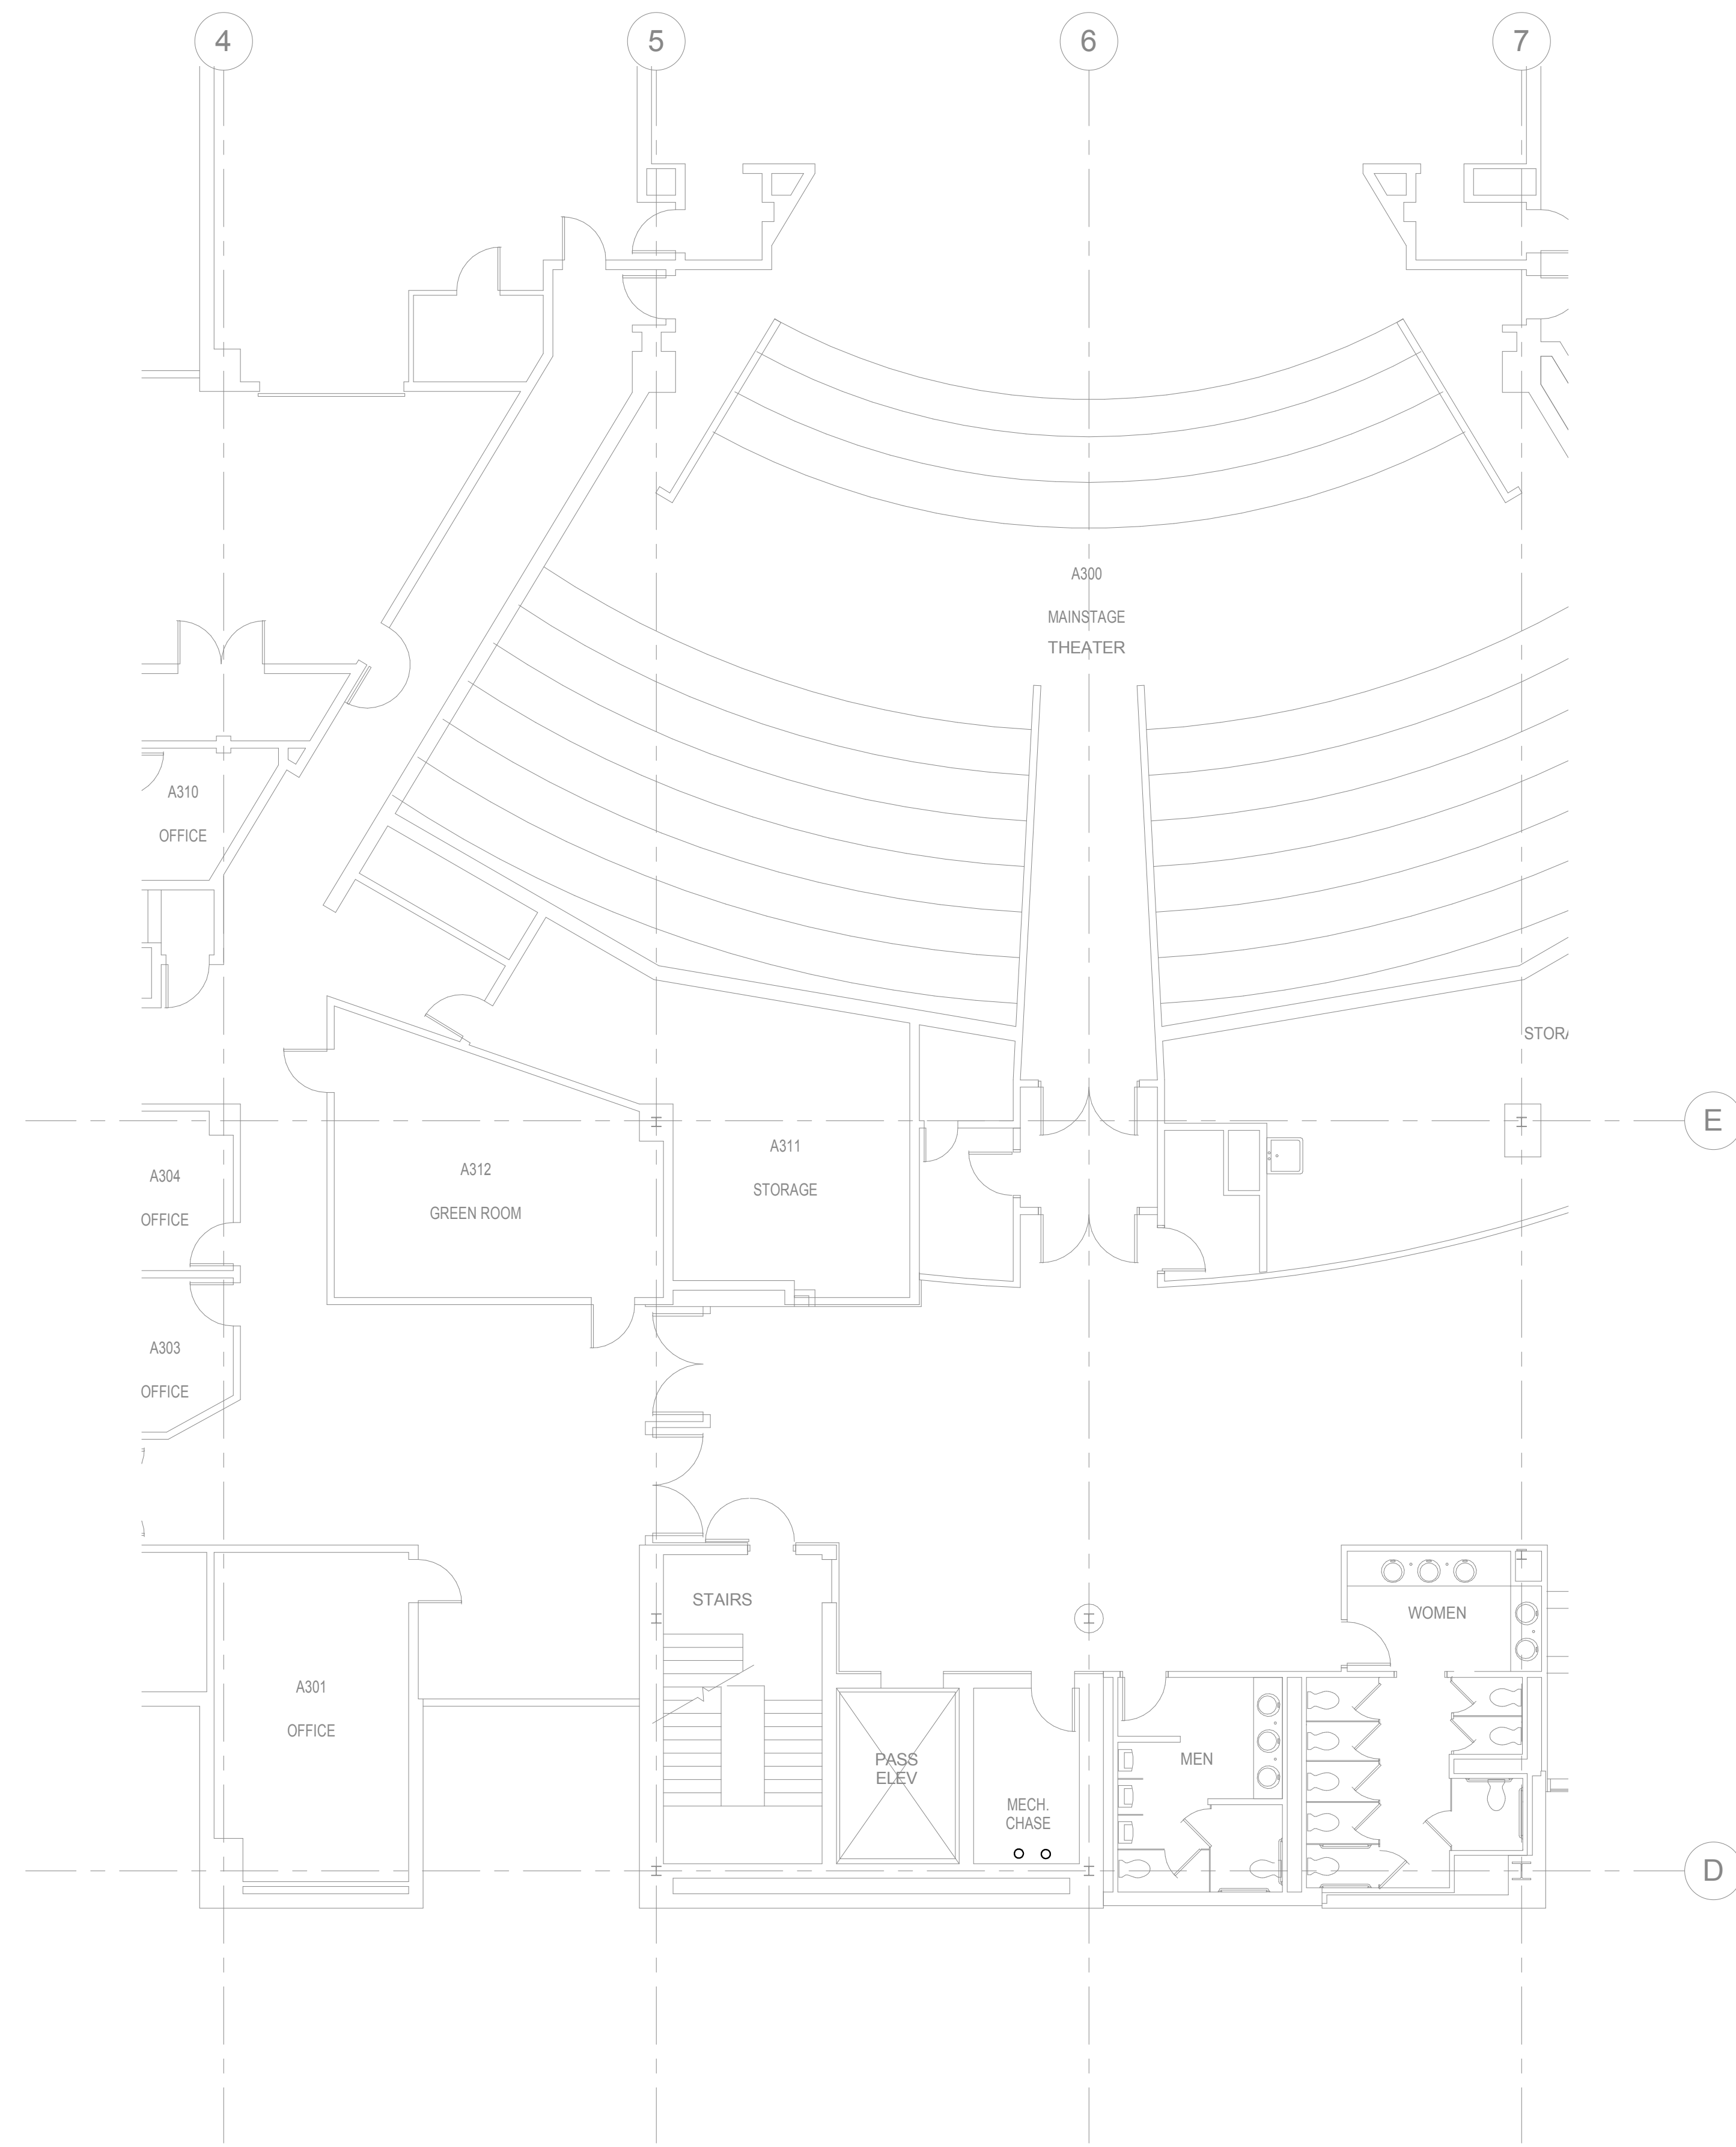 4
5
6
7
A300
MAINSTAGE
THEATER
A310
OFFICE
STORA
E
A304
OFFICE
A312
GREEN ROOM
A311
STORAGE
A303
OFFICE
STAIRS
WOMEN
A301
OFFICE
PASS
ELEV
MEN
MECH.
CHASE
D